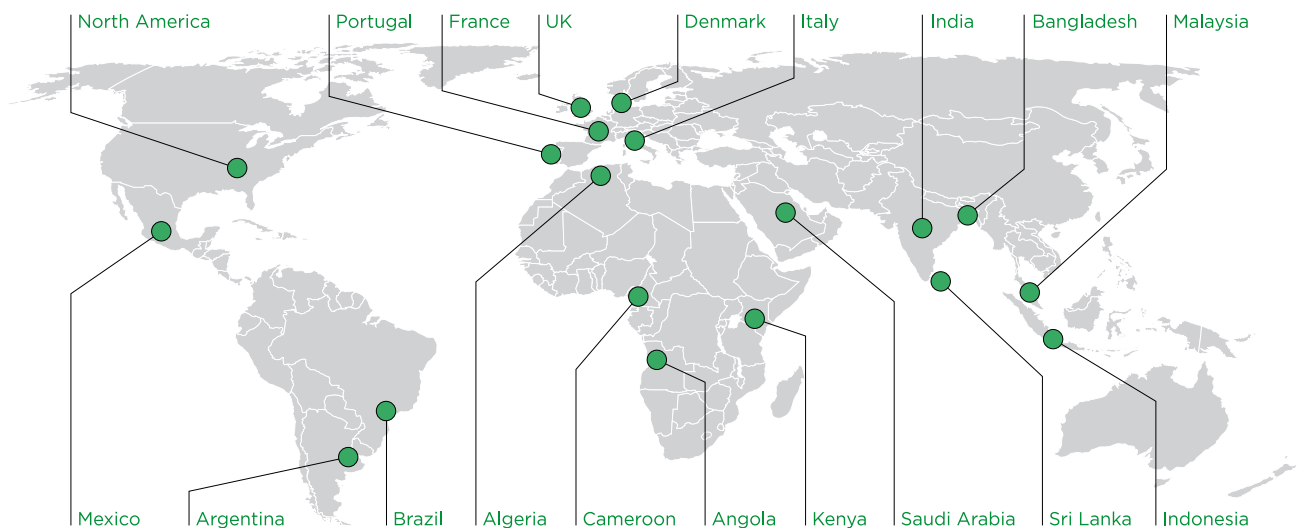 North America
Portugal
France
UK
Denmark
Italy
India
Bangladesh
Malaysia
Mexico
Argentina
Brazil
Algeria
Cameroon
Angola
Kenya
Saudi Arabia
Sri Lanka
Indonesia